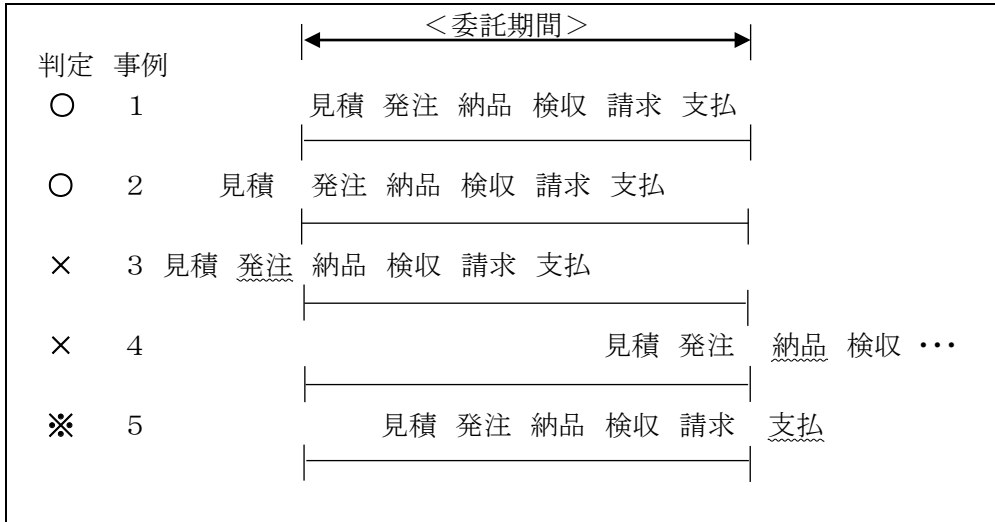 ＜委託期間＞
判定 事例
○ １ 見積 発注 納品 検収 請求 支払
○ ２ 見積 発注 納品 検収 請求 支払
× ３ 見積 発注 納品 検収 請求 支払
× ４ 見積 発注 納品 検収 ･･･
※ ５ 見積 発注 納品 検収 請求 支払